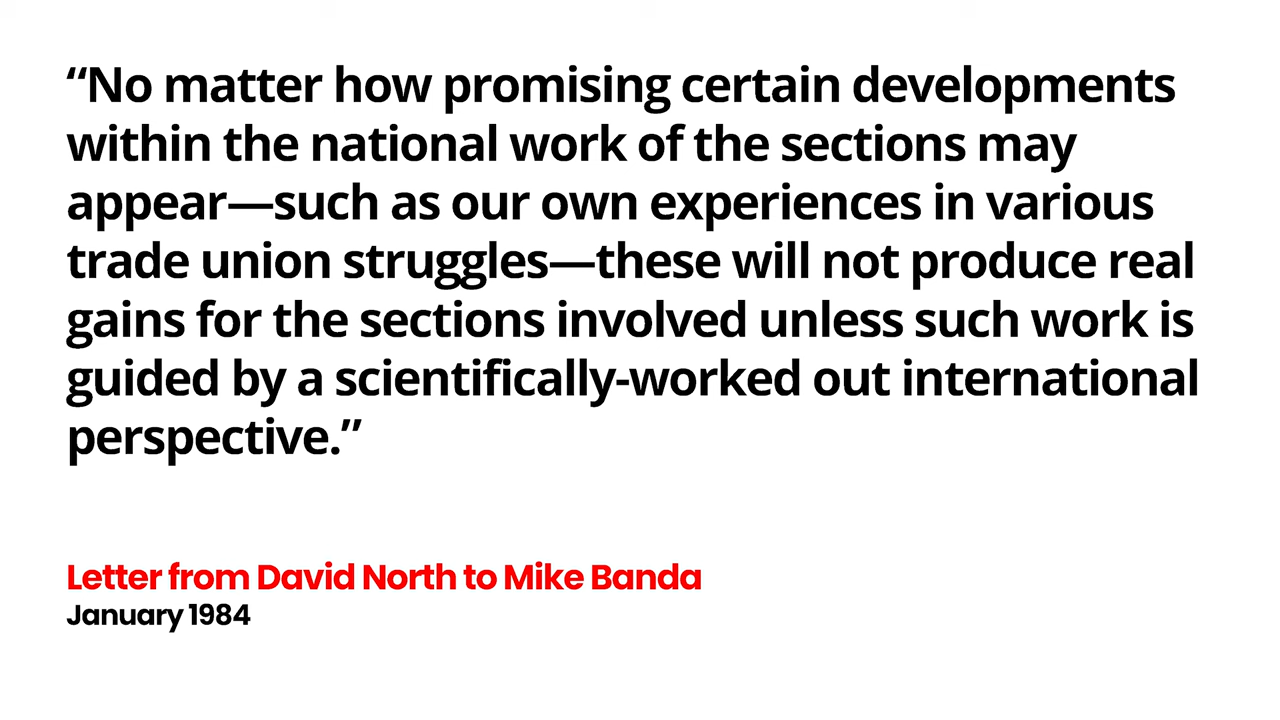 “No matter how promising certain developments
within the national work of the sections may
appear—such as our own experiences in various
trade union struggles—these will not produce real
gains for the sections involved unless such work is
guided by a scientifically-worked out international
perspective.”
Letter from David North to Mike Banda
January 1984